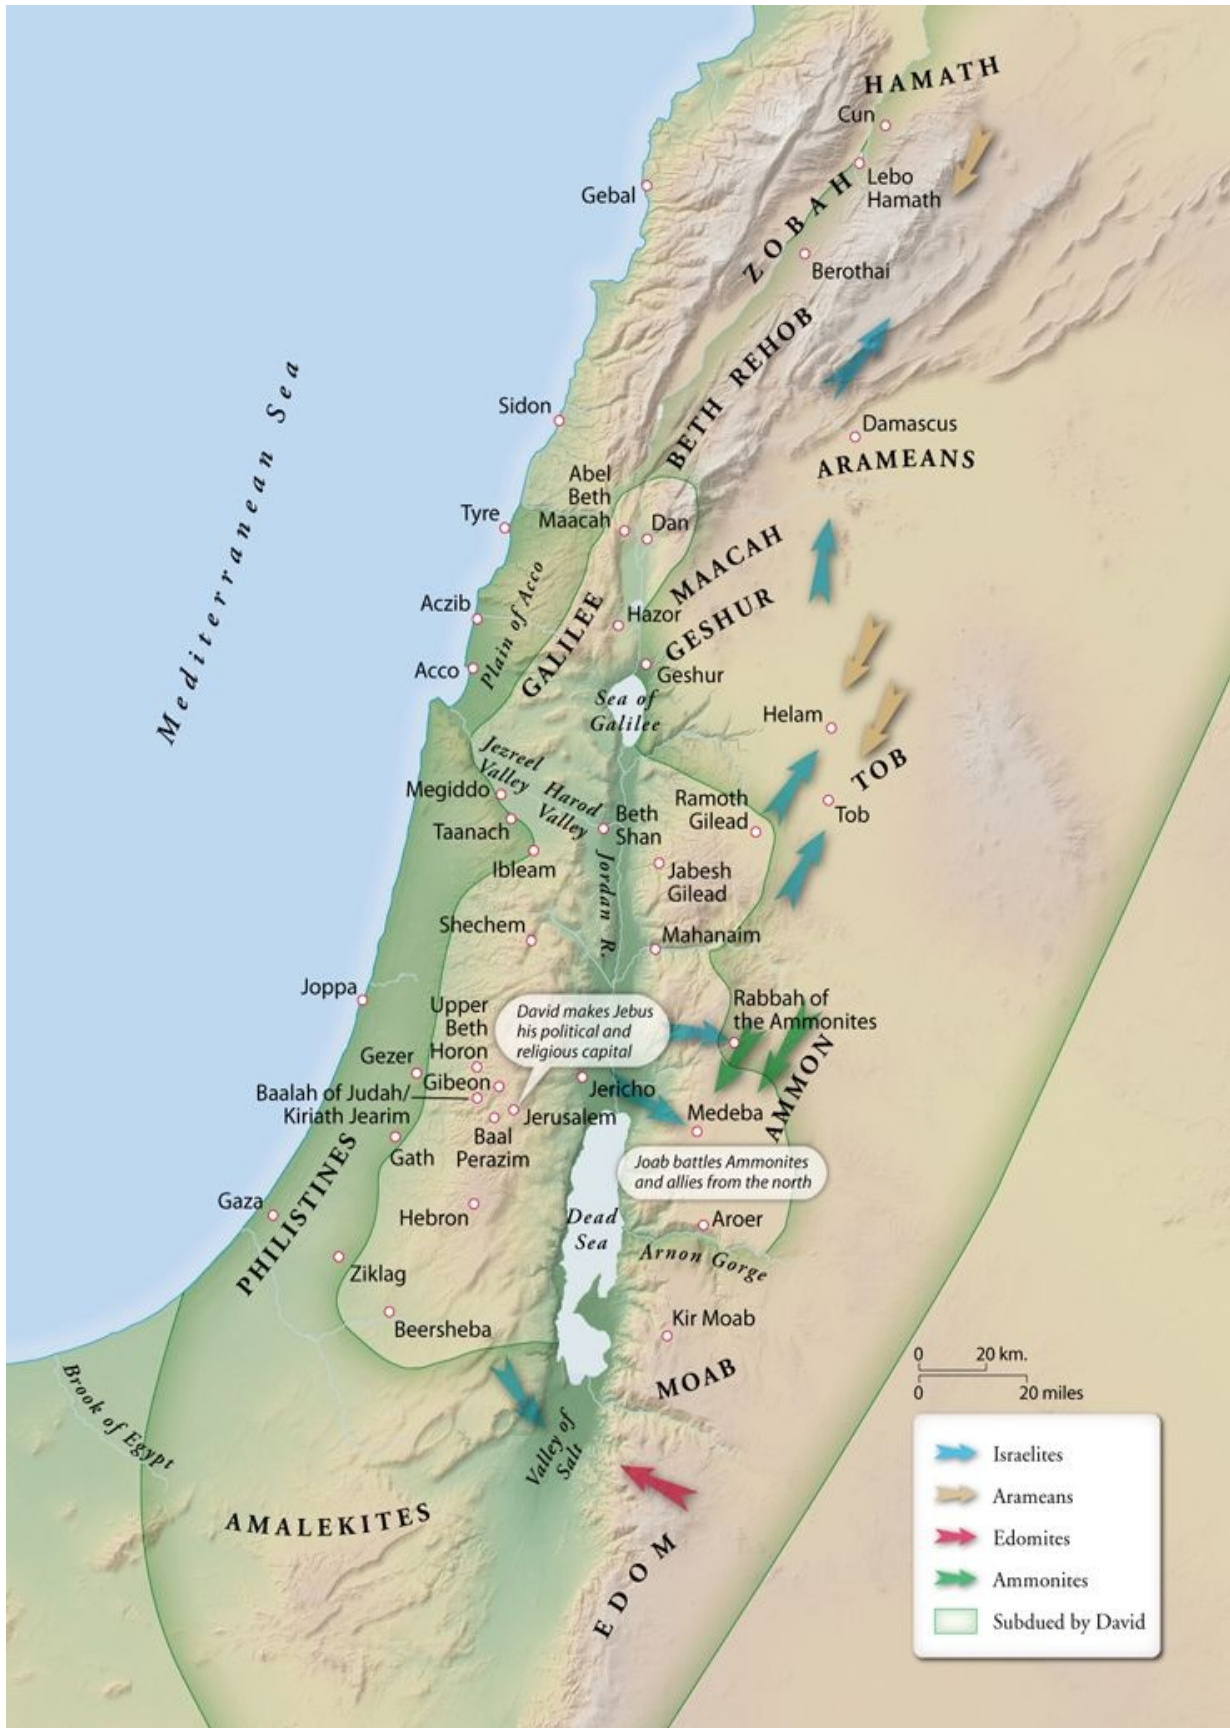 HAMATH
Cun
Lebo
Hamath
Gebal
ZOBAH
Berothai
BETH REHOB
Mediterranean Sea
Sidon
Damascus
ARAMEANS
Abel
Beth
Maacah
Dan
Tyre
MAACAH
Plain of Acco
Aczib
GALILEE
Hazor
GESHUR
Acco
Geshur
Sea of
Galilee
Helam
Jezreel
Valley
TOB
Megiddo
Harod
Valley
Ramoth
Gilead
Tob
Taanach
Beth
Shan
Ibleam
Jordan R.
Jabesh
Gilead
Shechem
Mahanaim
Joppa
Upper
Beth
Horon
David makes Jebus
his political and
religious capital
Rabbah of
the Ammonites
Gezer
Gibeon
AMMON
Baalah of Judah/
Kiriath Jearim
Jericho
Jerusalem
Medeba
Baal
Perazim
Gath
PHILISTINES
Joab battles Ammonites
and allies from the north
Gaza
Hebron
Dead
Sea
Aroer
Arnon Gorge
Ziklag
Beersheba
Kir Moab
MOAB
Brook of Egypt
Valley of
Salt
AMALEKITES
EDOM
0 20 km.
0 20 miles
Israelites
Arameans
Edomites
Ammonites
Subdued by David